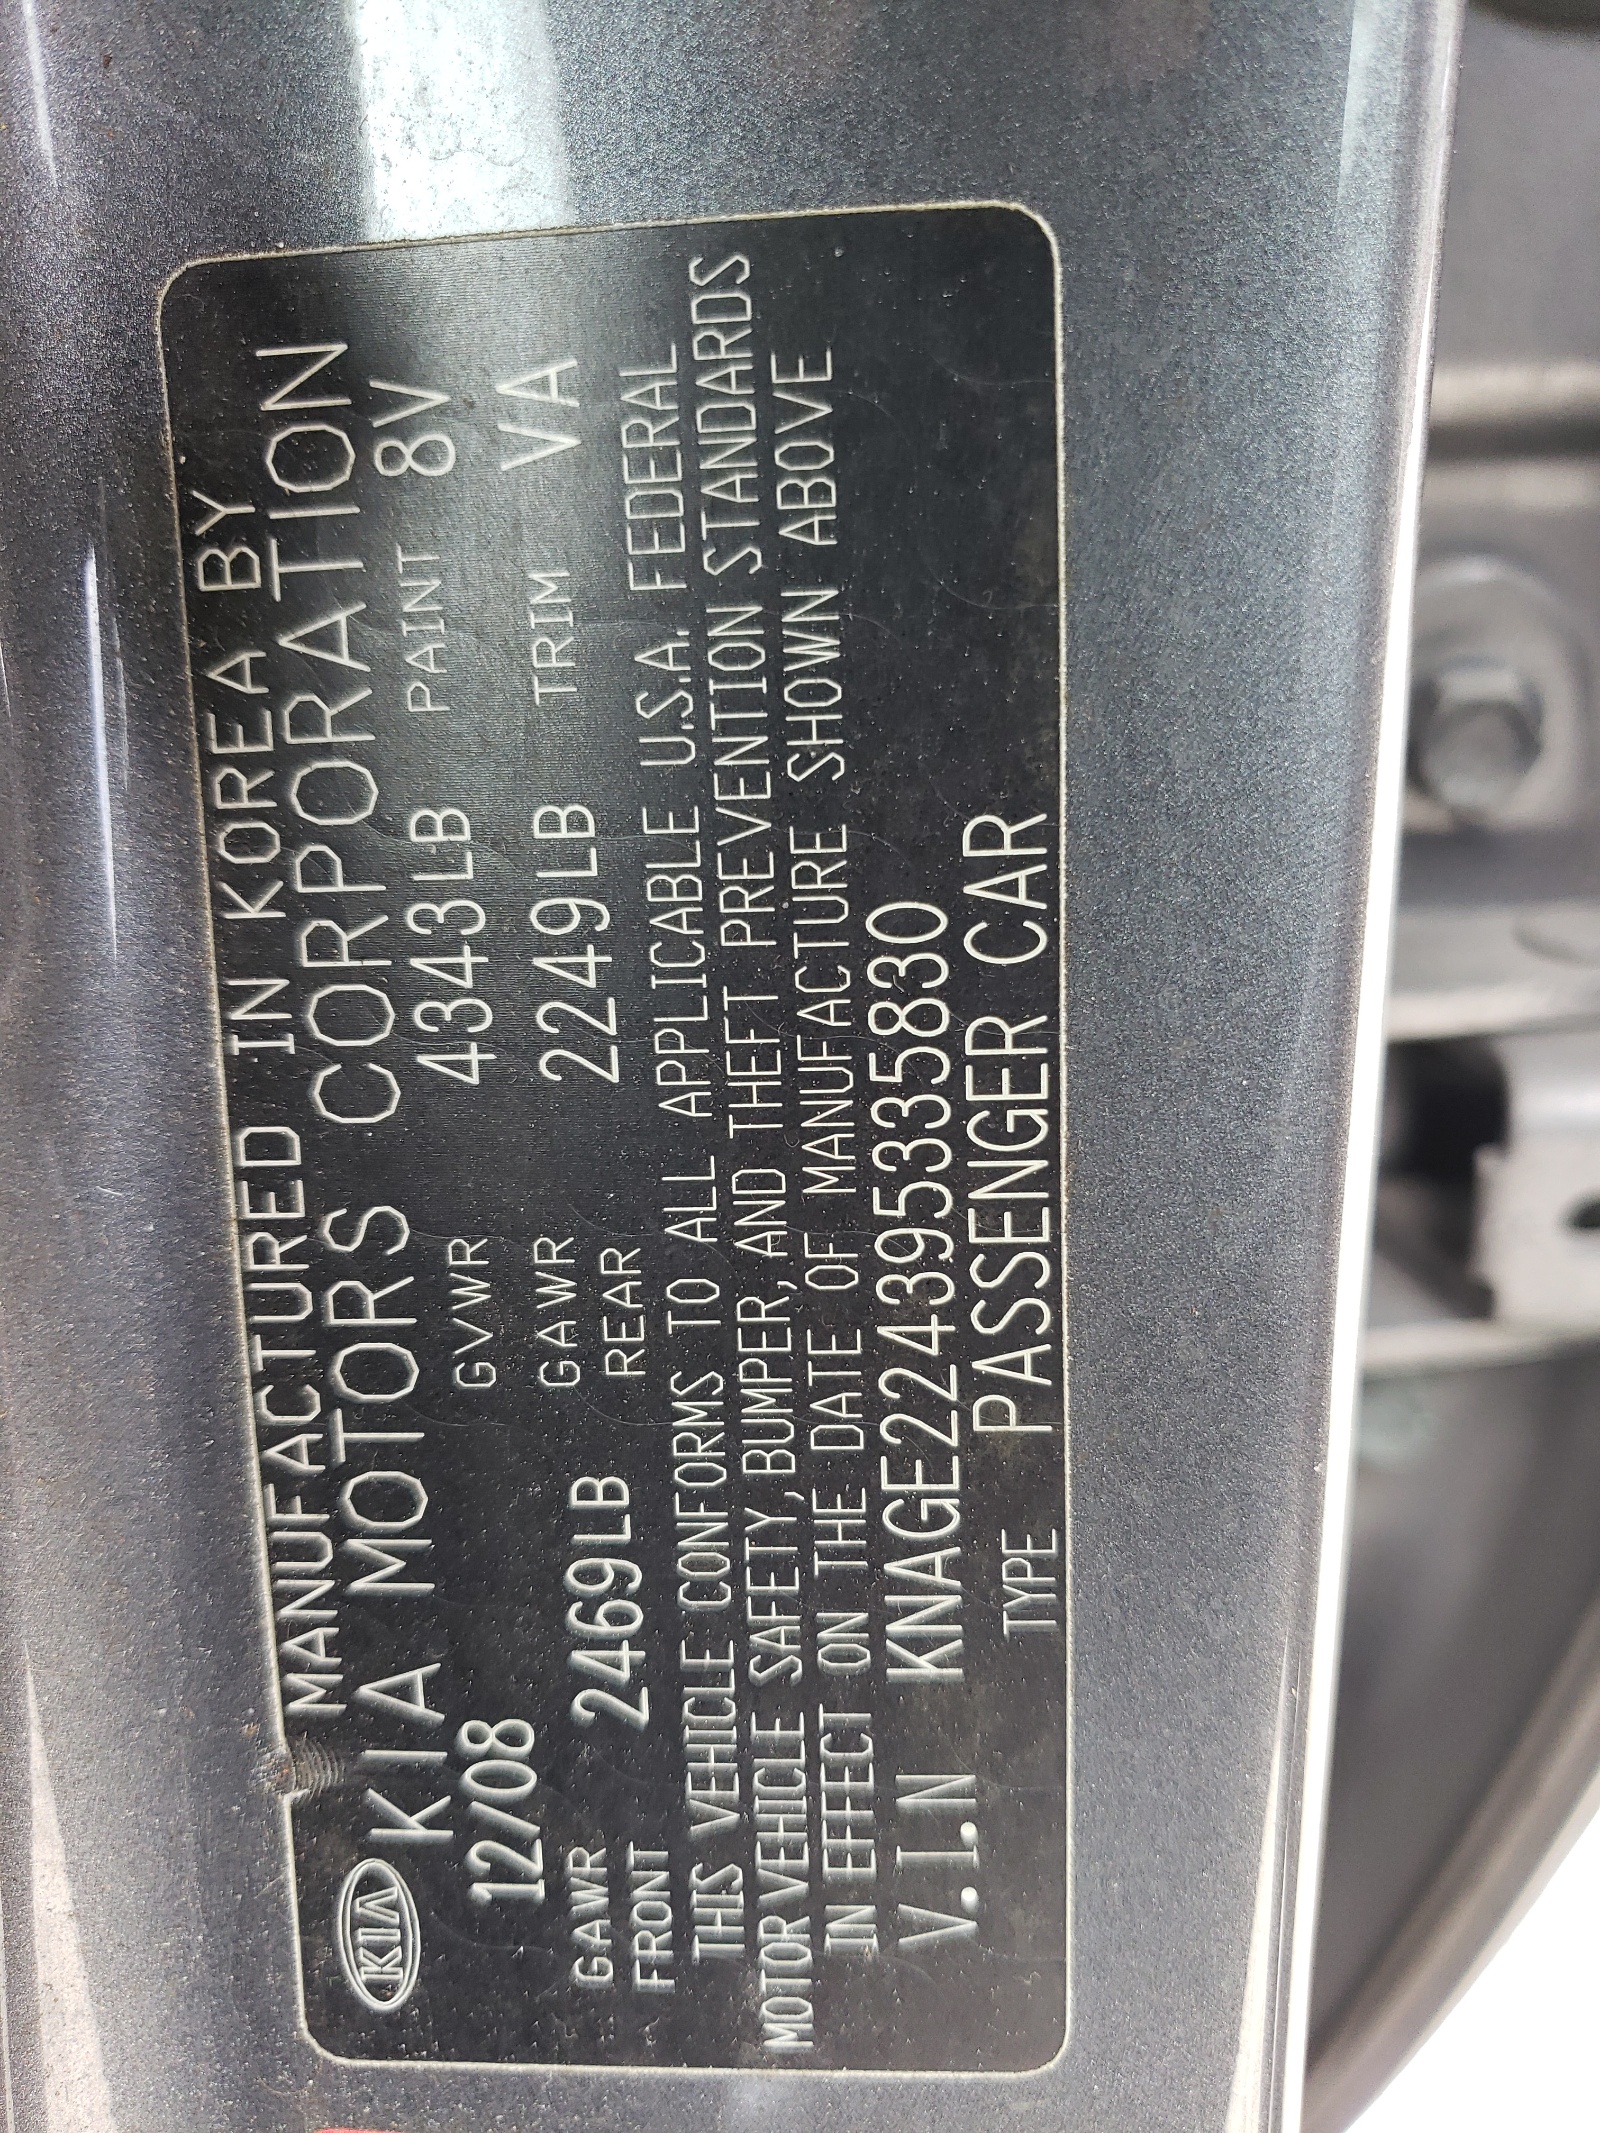 MANUFACTURED IN KOREA BY
KIA KIA MOTORS CORPORATION
12/08 GVWR 4343LB PAINT 8V
GAWR FRONT 2469LB GAWR REAR 2249LB TRIM VA
THIS VEHICLE CONFORMS TO ALL APPLICABLE U.S.A. FEDERAL
MOTOR VEHICLE SAFETY, BUMPER, AND THEFT PREVENTION STANDARDS
IN EFFECT ON THE DATE OF MANUFACTURE SHOWN ABOVE
V.I.N KNAGE224395335830
TYPE PASSENGER CAR